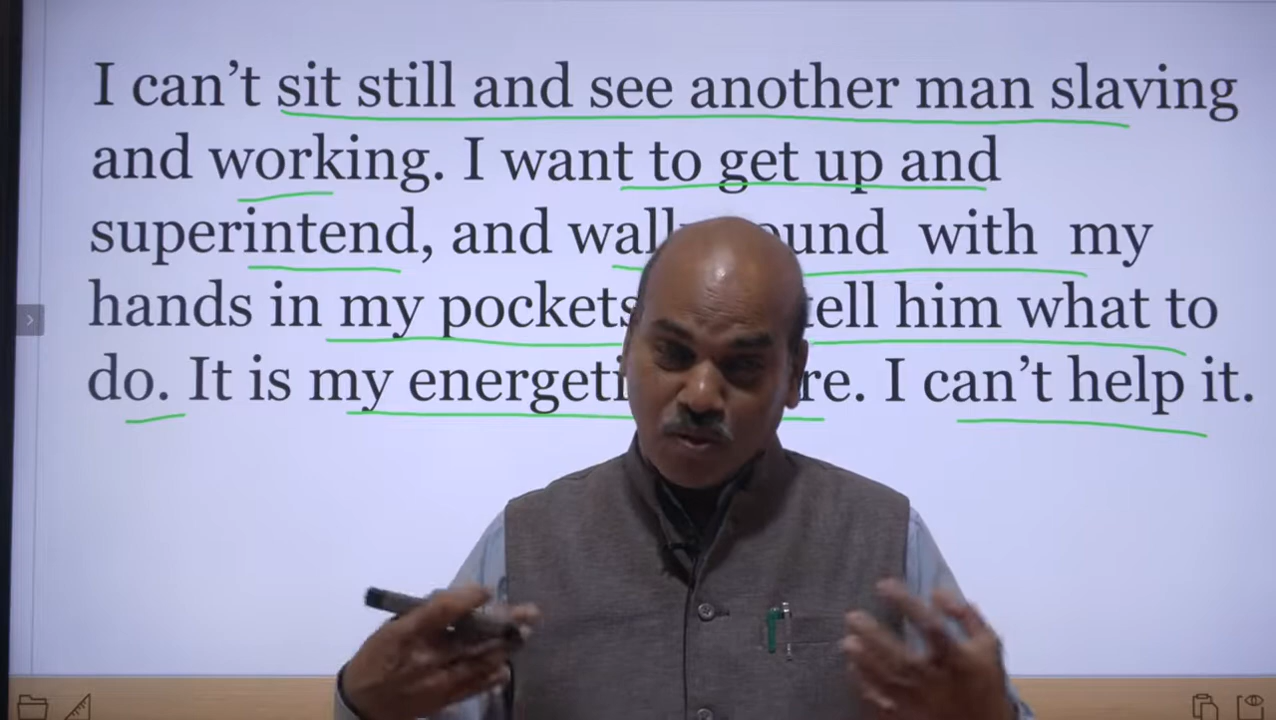 I can't sit still and see another man slaving
and working. I want to get up and
superintend, and with my
hands in my pockets tell him what to
do. It is my I can't help it.